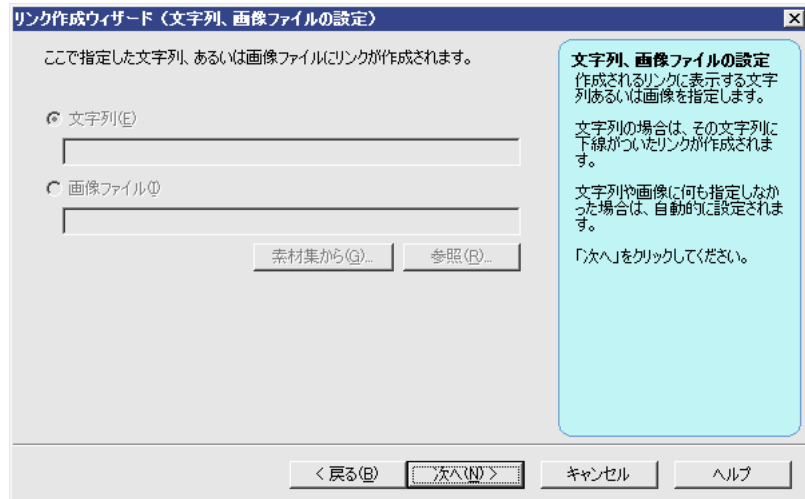 リンク作成ウィザード（文字列、画像ファイルの設定）
ここで指定した文字列、あるいは画像ファイルにリンクが作成されます。
文字列(E)
画像ファイル(I)
素材集から(G)...
参照(R)...
文字列、画像ファイルの設定
作成されるリンクに表示する文字
列あるいは画像を指定します。
文字列の場合は、その文字列に
下線がついたリンクが作成されま
す。
文字列や画像に何も指定しなか
った場合は、自動的に設定されま
す。
「次へ」をクリックしてください。
< 戻る(B)
次へ(N) >
キャンセル
ヘルプ